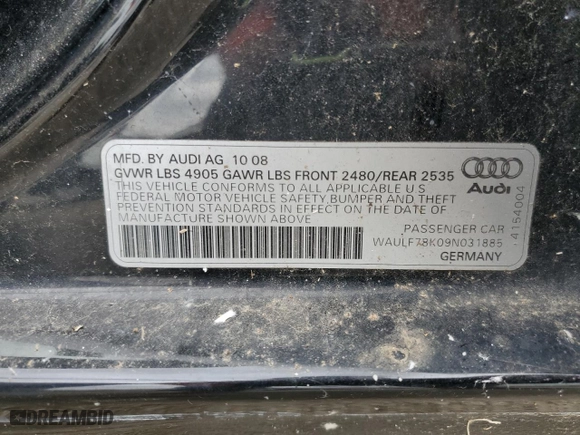 MFD. BY AUDI AG 10 08
GVWR LBS 4905 GAWR LBS FRONT 2480/REAR 2535
THIS VEHICLE CONFORMS TO ALL APPLICABLE U.S
FEDERAL MOTOR VEHICLE SAFETY, BUMPER AND THEFT
PREVENTION STANDARDS IN EFFECT ON THE DATE OF
MANUFACTURE SHOWN ABOVE
Audi
4154004
PASSENGER CAR
WAULF78K09N031885
GERMANY
DREAMBID